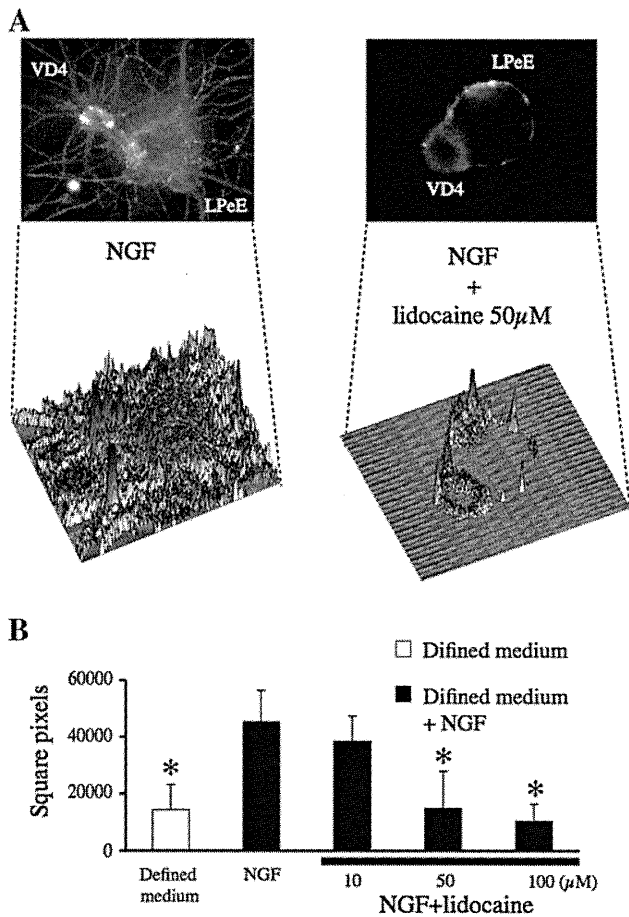 A
VD4
LPeE
LPeE
VD4
NGF
NGF
+
lidocaine 50µM
B
Square pixels
60000
40000
20000
0
* * *
Difined medium
Difined medium
+ NGF
Defined
medium
NGF
10
50
100 (µM)
NGF+lidocaine